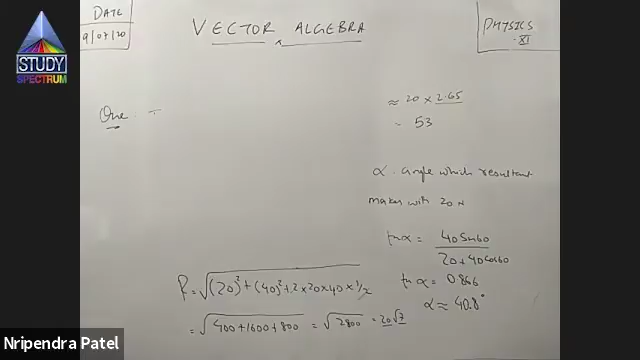 DATE
9/07/20
VECTOR ALGEBRA
PHYSICS
XI
STUDY
SPECTRUM
Que.
≈ 20 × 2.65
~ 53
α. angle which resultant
makes with 20 N
tan α = 40 Sin 60 / 20 + 40 cos 60
tan α = 0.866
α ≈ 40.8°
R = √(20)² + (40)² + 2 × 20 × 40 × 1/2
= √400 + 1600 + 800 = √2800 = 20√7
Nripendra Patel